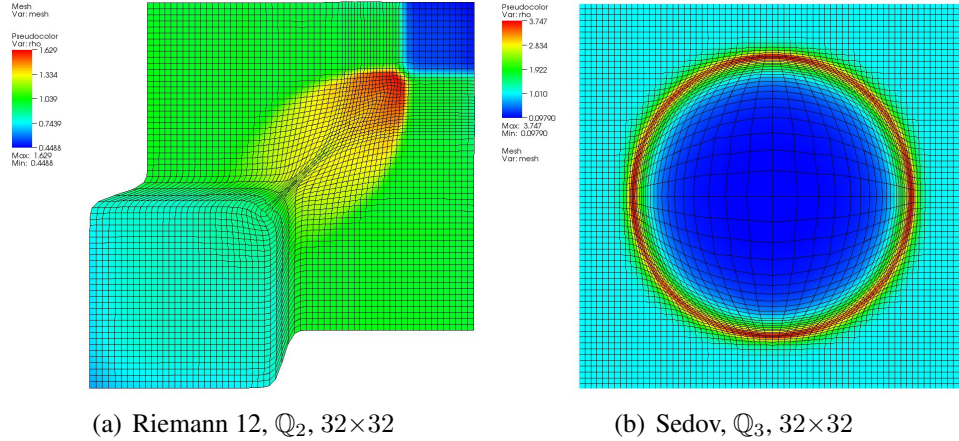 Mesh
Var: mesh
Pseudocolor
Var: rho
1.629
1.334
1.039
0.7439
0.4488
Max: 1.629
Min: 0.4488
Pseudocolor
Var: rho
3.747
2.834
1.922
1.010
0.09790
Max: 3.747
Min: 0.09790
Mesh
Var: mesh
(a) Riemann 12, ℚ₂, 32×32
(b) Sedov, ℚ₃, 32×32